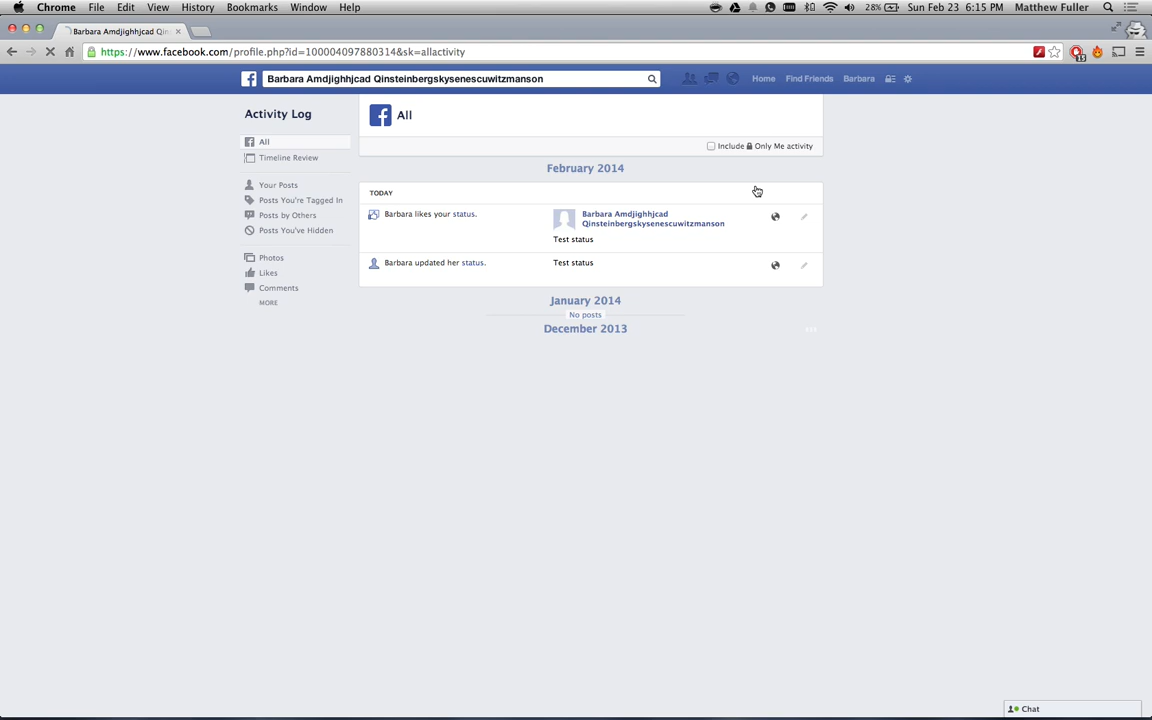 Chrome File Edit View History Bookmarks Window Help 28% Sun Feb 23 6:15 PM Matthew Fuller
Barbara Amdjighhjcad Qin
https://www.facebook.com/profile.php?id=100004097880314&sk=allactivity
15
Barbara Amdjighhjcad Qinsteinbergskysenescuwitzmanson
Home Find Friends Barbara
Activity Log
All
Timeline Review
Your Posts
Posts You're Tagged In
Posts by Others
Posts You've Hidden
Photos
Likes
Comments
MORE
All
Include Only Me activity
February 2014
TODAY
Barbara likes your status.
Barbara Amdjighhjcad
Qinsteinbergskysenescuwitzmanson
Test status
Barbara updated her status.
Test status
January 2014
No posts
December 2013
Chat